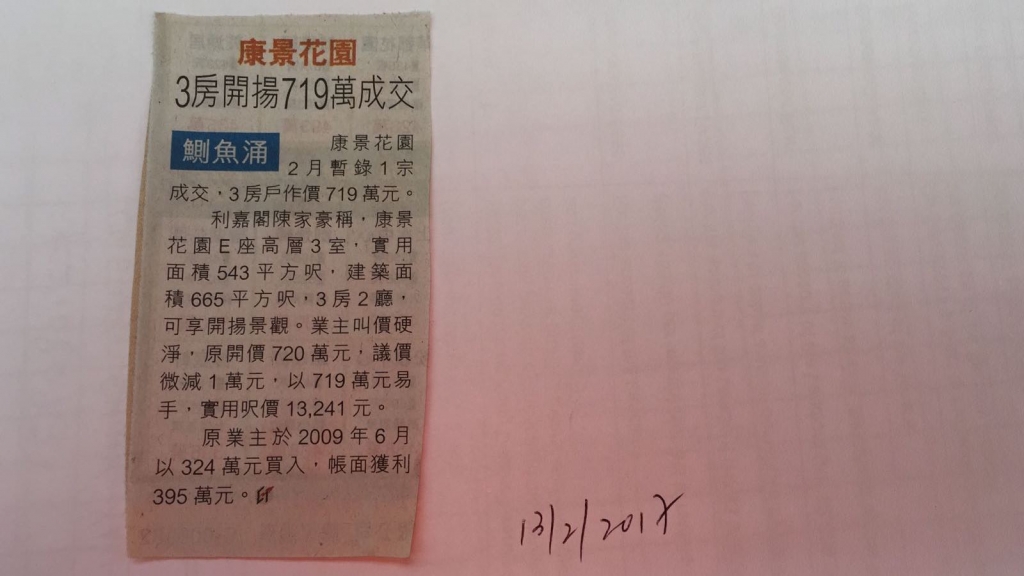 康景花園
3房開揚719萬成交
鰂魚涌
康景花園
2月暫錄1宗
成交，3房戶作價719萬元。
利嘉閣陳家豪稱，康景
花園E座高層3室，實用
面積543平方呎，建築面
積665平方呎，3房2廳，
可享開揚景觀。業主叫價硬
淨，原開價720萬元，議價
微減1萬元，以719萬元易
手，實用呎價13,241元。
原業主於2009年6月
以324萬元買入，帳面獲利
395萬元。
13/2/2017